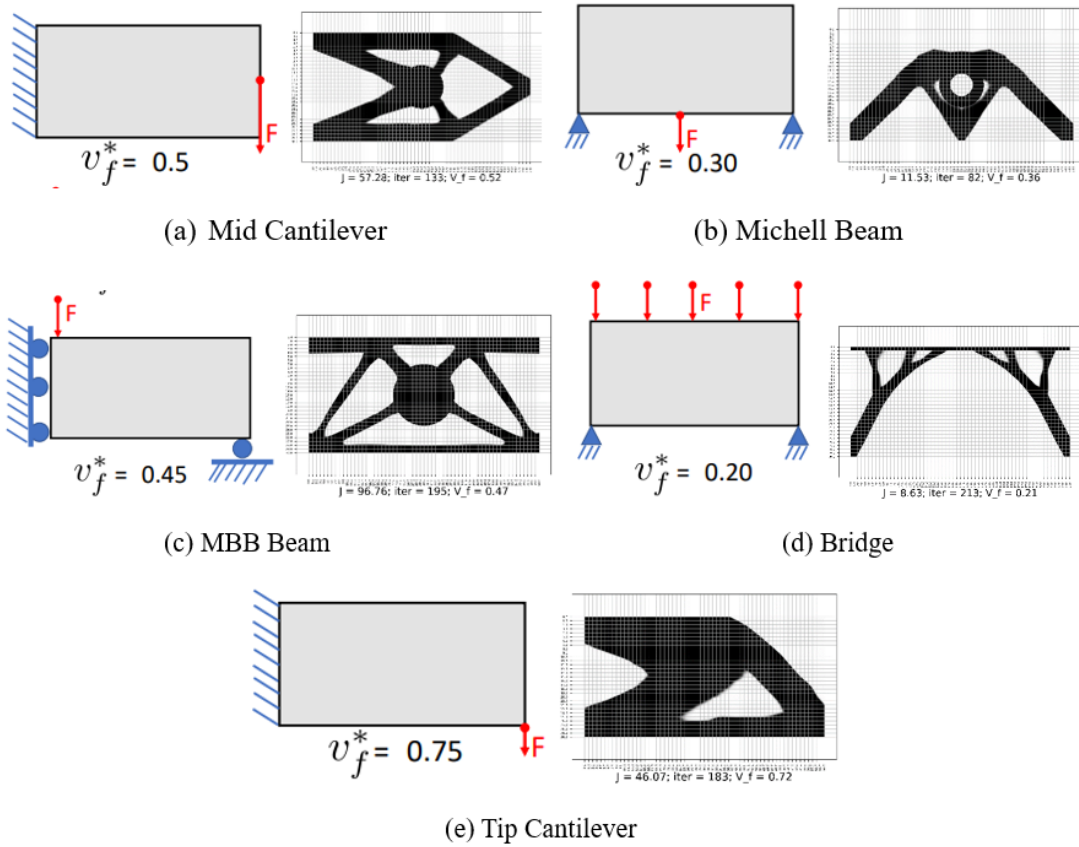 F
v*f = 0.5
J = 57.28; iter = 133; V_f = 0.52
(a) Mid Cantilever
F
v*f = 0.30
J = 11.53; iter = 82; V_f = 0.36
(b) Michell Beam
F
v*f = 0.45
J = 96.76; iter = 195; V_f = 0.47
(c) MBB Beam
F
v*f = 0.20
J = 8.63; iter = 213; V_f = 0.21
(d) Bridge
F
v*f = 0.75
J = 46.07; iter = 183; V_f = 0.72
(e) Tip Cantilever